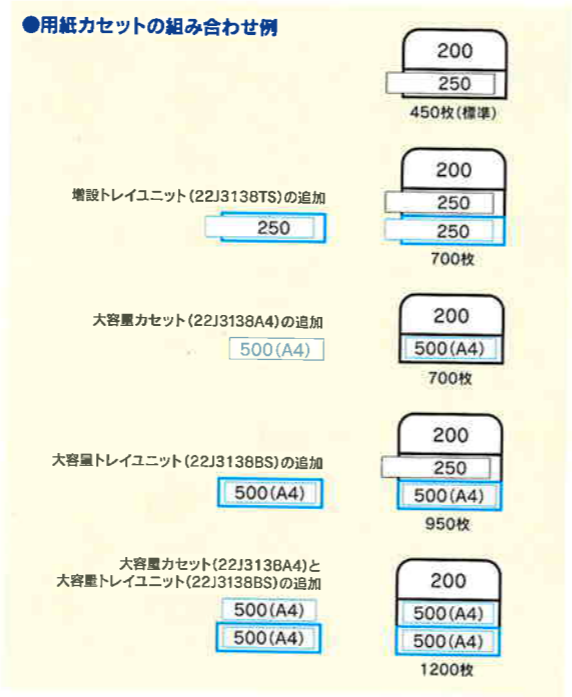 ●用紙カセットの組み合わせ例
200
250
450枚(標準)
増設トレイユニット(22J3138TS)の追加
250
200
250
250
700枚
大容量カセット(22J3138A4)の追加
500(A4)
200
500(A4)
700枚
大容量トレイユニット(22J3138BS)の追加
500(A4)
200
250
500(A4)
950枚
大容量カセット(22J3138A4)と
大容量トレイユニット(22J3138BS)の追加
500(A4)
500(A4)
200
500(A4)
500(A4)
1200枚